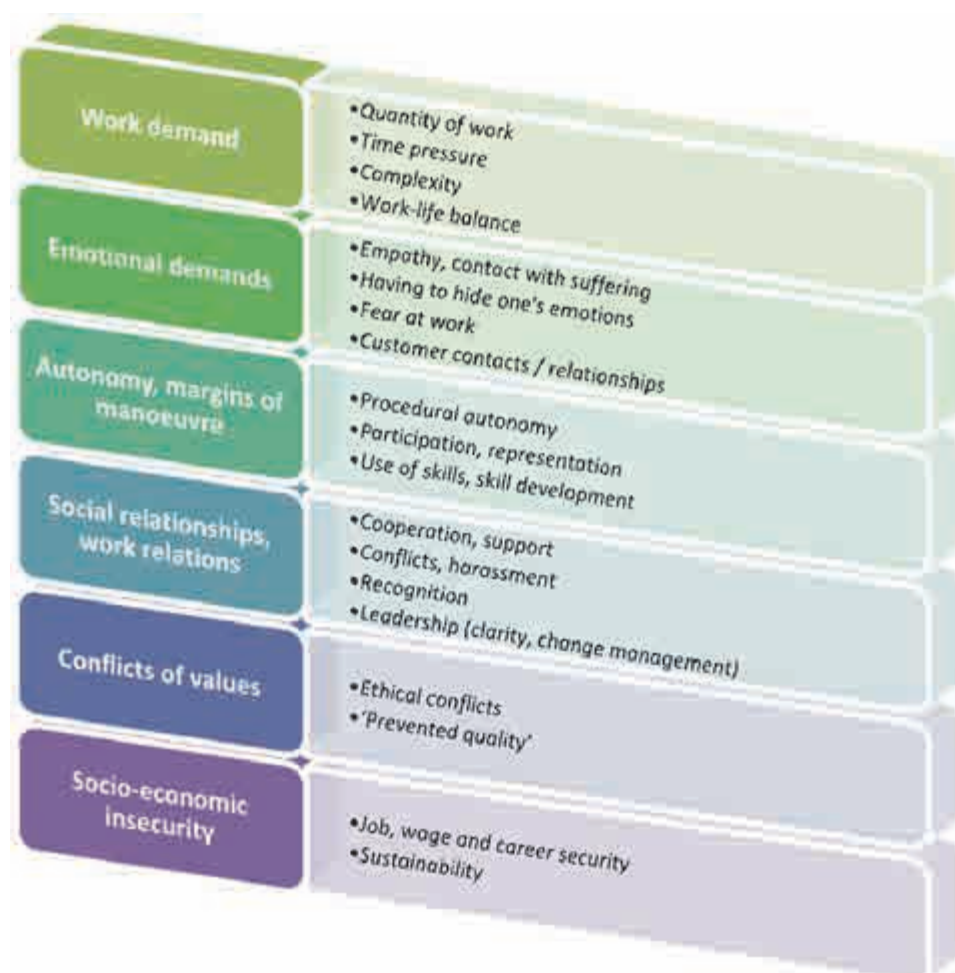 Work demand
•Quantity of work
•Time pressure
•Complexity
•Work-life balance
Emotional demands
•Empathy, contact with suffering
•Having to hide one's emotions
•Fear at work
•Customer contacts / relationships
Autonomy, margins of
manoeuvre
•Procedural autonomy
•Participation, representation
•Use of skills, skill development
Social relationships,
work relations
•Cooperation, support
•Conflicts, harassment
•Recognition
•Leadership (clarity, change management)
Conflicts of values
•Ethical conflicts
•‘Prevented quality’
Socio-economic
insecurity
•Job, wage and career security
•Sustainability